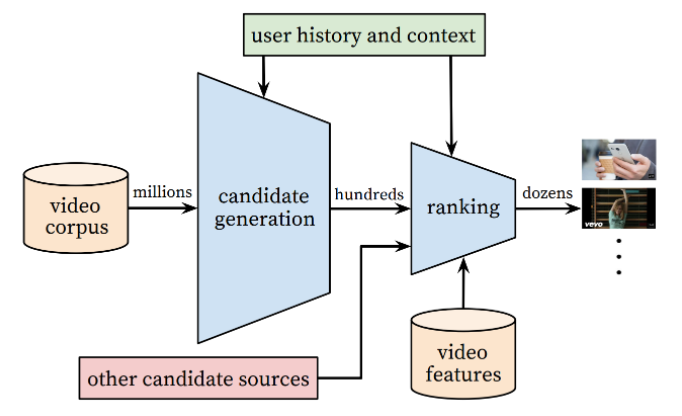 user history and context
millions
video
corpus
candidate
generation
hundreds
ranking
dozens
vevo
other candidate sources
video
features